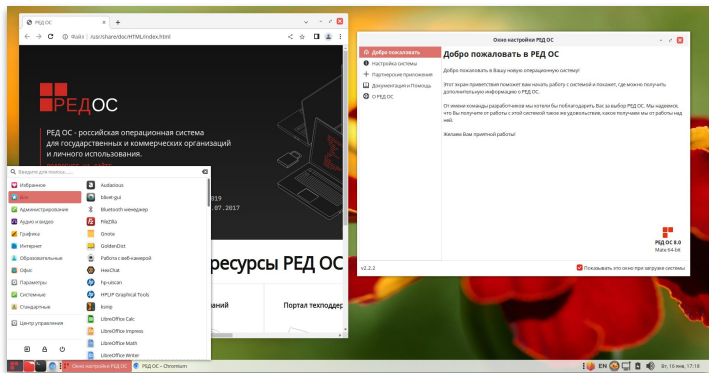 РЕД ОС
Файл | /usr/share/doc/HTML/index.html
РЕДОС
РЕД ОС - российская операционная система
для государственных и коммерческих организаций
и личного использования.
019
.07.2017
ресурсы РЕД ОС
Портал техподдер
Введите для поиска......
Избранное
Все
Администрирование
Аудио и видео
Графика
Интернет
Образовательные
Офис
Параметры
Системные
Стандартные
Центр управления
Audacious
Bluetooth менеджер
FileZilla
Gnote
GoldenDict
Работа с веб-камерой
HexChat
hp-uiscan
HPLIP Graphical Tools
ksnip
LibreOffice Calc
LibreOffice Impress
LibreOffice Math
LibreOffice Writer
Окно настройки РЕД ОС
Добро пожаловать
Настройка системы
Партнерские приложения
Документация и Помощь
О РЕД ОС
Добро пожаловать в РЕД ОС
Добро пожаловать в Вашу новую операционную систему!
Этот экран приветствия поможет вам начать работу с системой и покажет, где можно получить
дополнительную информацию о РЕД ОС.
От имени команды разработчиков мы хотели бы поблагодарить Вас за выбор РЕД ОС. Мы надеемся,
что Вы получите от работы с этой системой такое же удовольствие, какое получаем мы от работы над
ней.
Желаем Вам приятной работы!
РЕД ОС 8.0
Mate 64-bit
v2.2.2
Показывать это окно при загрузке системы
Окно настройки РЕД ОС
РЕД ОС – Chromium
EN
Вт, 16 янв, 17:18